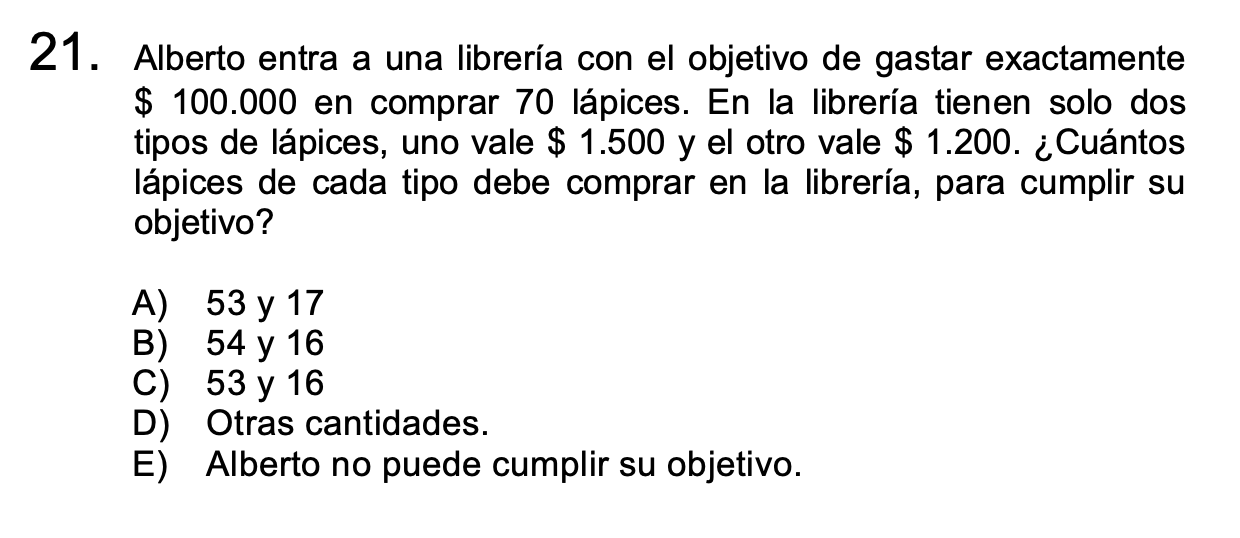 21. Alberto entra a una librería con el objetivo de gastar exactamente
$ 100.000 en comprar 70 lápices. En la librería tienen solo dos
tipos de lápices, uno vale $ 1.500 y el otro vale $ 1.200. ¿Cuántos
lápices de cada tipo debe comprar en la librería, para cumplir su
objetivo?
A) 53 y 17
B) 54 y 16
C) 53 y 16
D) Otras cantidades.
E) Alberto no puede cumplir su objetivo.